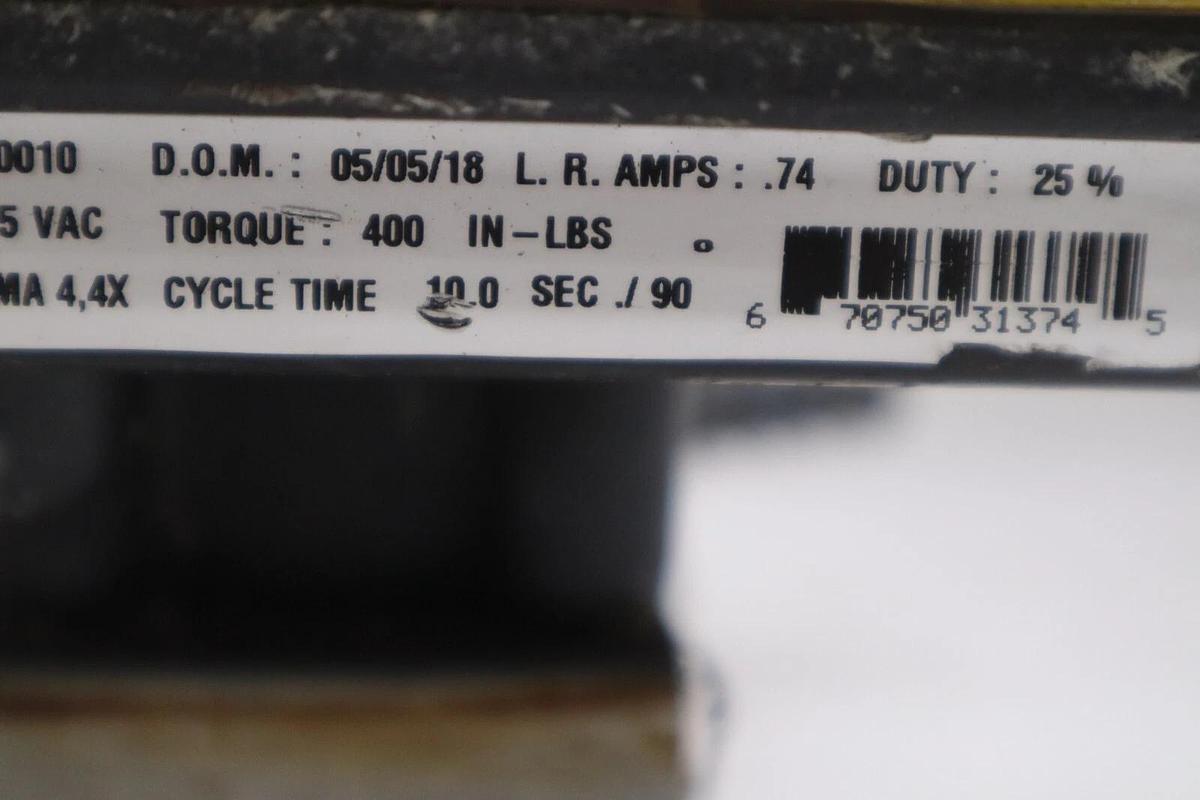 0010 D.O.M. : 05/05/18 L. R. AMPS : .74 DUTY : 25 %
5 VAC TORQUE : 400 IN-LBS
MA 4,4X CYCLE TIME 10.0 SEC ./ 90 °
6 70750 31374 5